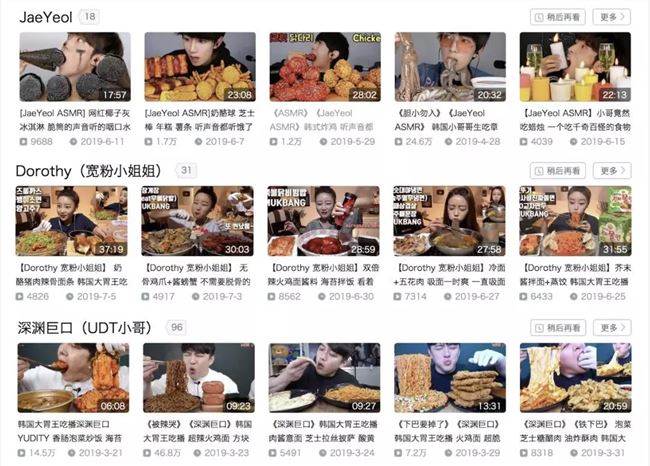 JaeYeol 18 稍后再看 更多
17:57 23:08 28:02 20:32 22:13
【JaeYeol ASMR】网红椰子灰冰淇淋 脆筒的声音听的咽口水
9688 2019-6-11
[JaeYeol ASMR]奶酪球 芝士棒 年糕 薯条 听声音都听饿了
1.7万 2019-6-7
《ASMR》《JaeYeol ASMR》韩式炸鸡 听声音都
1.2万 2019-5-29
《胆小勿入》《JaeYeol ASMR》 韩国小哥哥生吃章
24.6万 2019-4-28
【JaeYeol ASMR】小哥竟然吃蜡烛 一个吃千奇百怪的食物
4039 2019-6-15
Dorothy（宽粉小姐姐） 31 稍后再看 更多
MUKBANG
37:19 30:03 28:59 27:58 31:55
【Dorothy 宽粉小姐姐】 奶酪猪肉辣骨面条 韩国大胃王吃
4826 2019-7-5
【Dorothy 宽粉小姐姐】 无骨鸡爪+酱螃蟹 不需要脱骨的
4917 2019-7-3
【Dorothy 宽粉小姐姐】双倍辣火鸡面酱料 海苔拌饭 看着
8562 2019-6-30
【Dorothy 宽粉小姐姐】冷面+五花肉 吸面一时爽 一直吸面
7314 2019-6-27
【Dorothy 宽粉小姐姐】芥末酱拌面+蒸饺 韩国大胃王吃播
6433 2019-6-25
深渊巨口（UDT小哥） 96 稍后再看 更多
06:08 09:23 09:27 13:31 20:59
韩国大胃王吃播深渊巨口 YUDITY 香肠泡菜炒饭 海苔
14.5万 2019-3-21
《被辣哭》《深渊巨口》韩国大胃王吃播 超辣火鸡面 方块
46.8万 2019-3-23
《深渊巨口》韩国大胃王吃播 肉酱意面 芝士拉丝披萨 酸黄
5491 2019-3-24
《下巴要掉了》《深渊巨口》韩国大胃王吃播 火鸡面 超脆
7.2万 2019-3-21
《深渊巨口》《铁下巴》 泡菜芝士糖醋肉 油炸酥肉 韩国大
2019-3-21